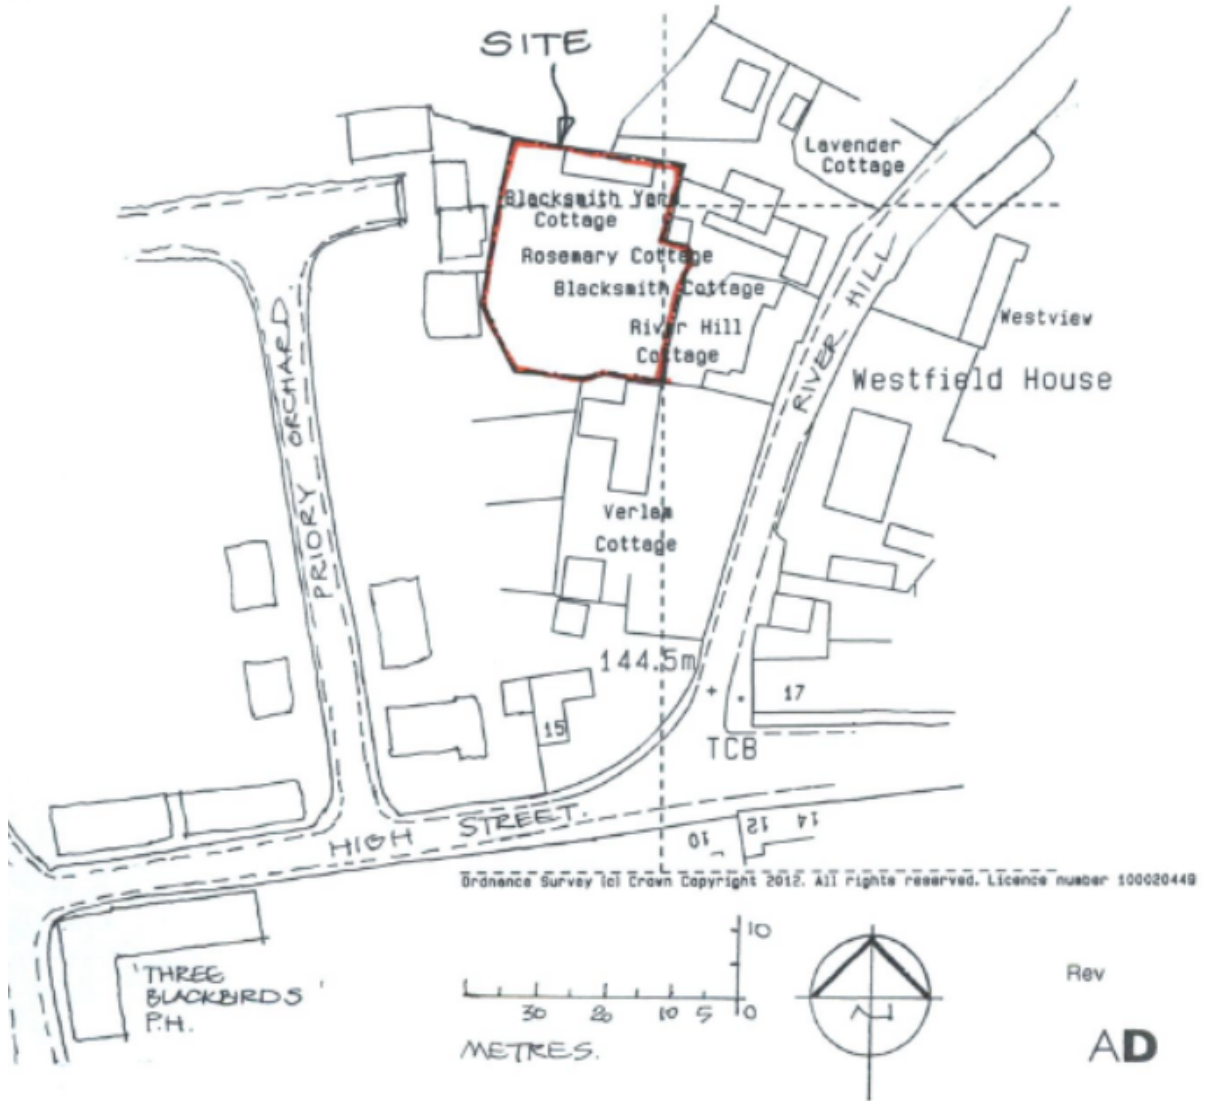 SITE
Lavender
Cottage
Blacksmith Yard
Cottage
Rosemary Cottage
Blacksmith Cottage
River Hill
Cottage
RIVER HILL
Westview
Westfield House
PRIORY ORCHARD
Verlam
Cottage
144.5m
17
15
TCB
HIGH STREET.
10
12
14
Ordnance Survey (c) Crown Copyright 2012. All rights reserved. Licence number 100020449
'THREE
BLACKBIRDS'
P.H.
10
30 20 10 5 0
METRES.
N
Rev
AD